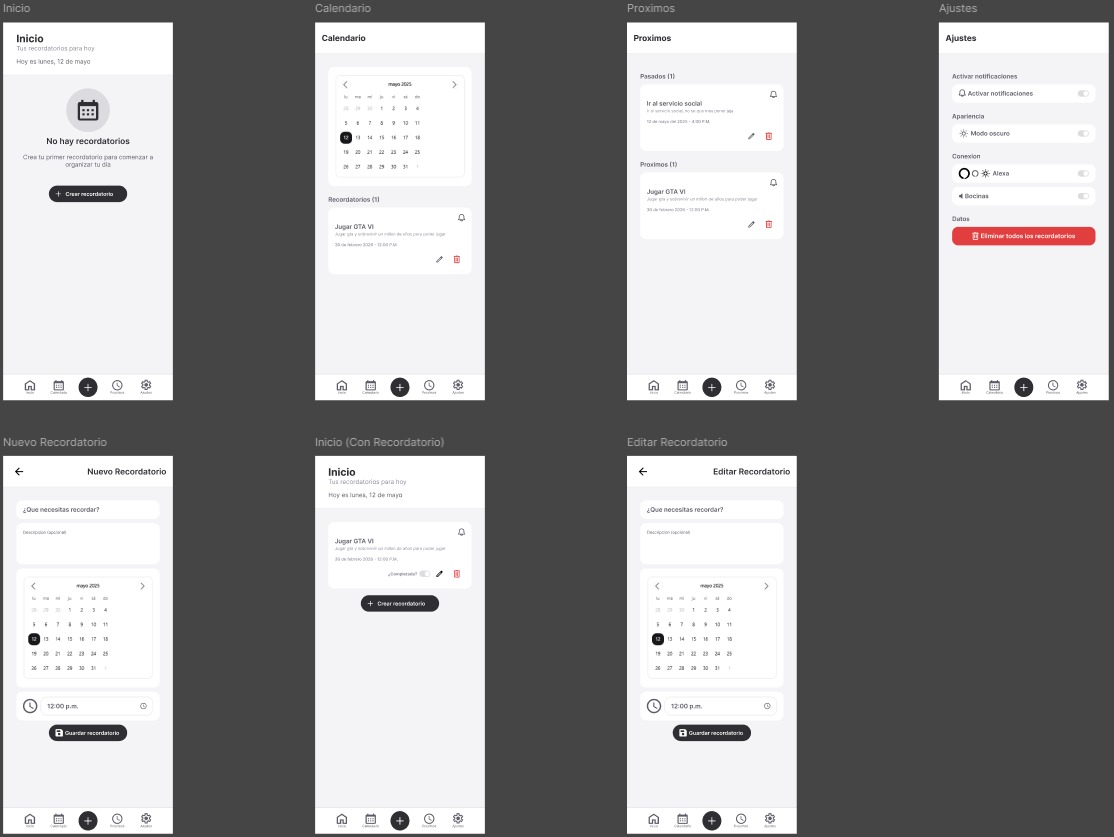 Inicio
Inicio
Tus recordatorios para hoy
Hoy es lunes, 12 de mayo
No hay recordatorios
Crea tu primer recordatorio para comenzar a
organizar tu dia
+ Crear recordatorio
Inicio
Calendario
Proximos
Ajustes
Calendario
Calendario
mayo 2025
lu ma mi ju vi sá do
28 29 30 1 2 3 4
5 6 7 8 9 10 11
12 13 14 15 16 17 18
19 20 21 22 23 24 25
26 27 28 29 30 31 1
Recordatorios (1)
Jugar GTA VI
Jugar gta y sobrevivir un millon de años para poder jugar
30 de febrero 2026 - 12:00 P.M.
Inicio
Calendario
Proximos
Ajustes
Proximos
Proximos
Pasados (1)
Ir al servicio social
Ir al servicio social, no se que mas poner aja
12 de mayo del 2025 - 4:00 P.M.
Proximos (1)
Jugar GTA VI
Jugar gta y sobrevivir un millon de años para poder jugar
30 de febrero 2026 - 12:00 P.M.
Inicio
Calendario
Proximos
Ajustes
Ajustes
Ajustes
Activar notificaciones
Activar notificaciones
Apariencia
Modo oscuro
Conexion
Alexa
Bocinas
Datos
Eliminar todos los recordatorios
Inicio
Calendario
Proximos
Ajustes
Nuevo Recordatorio
Nuevo Recordatorio
¿Que necesitas recordar?
Descripcion (opcional)
mayo 2025
lu ma mi ju vi sá do
28 29 30 1 2 3 4
5 6 7 8 9 10 11
12 13 14 15 16 17 18
19 20 21 22 23 24 25
26 27 28 29 30 31 1
12:00 p.m.
Guardar recordatorio
Inicio
Calendario
Proximos
Ajustes
Inicio (Con Recordatorio)
Inicio
Tus recordatorios para hoy
Hoy es lunes, 12 de mayo
Jugar GTA VI
Jugar gta y sobrevivir un millon de años para poder jugar
30 de febrero 2026 - 12:00 P.M.
¿Completada?
+ Crear recordatorio
Inicio
Calendario
Proximos
Ajustes
Editar Recordatorio
Editar Recordatorio
¿Que necesitas recordar?
Descripcion (opcional)
mayo 2025
lu ma mi ju vi sá do
28 29 30 1 2 3 4
5 6 7 8 9 10 11
12 13 14 15 16 17 18
19 20 21 22 23 24 25
26 27 28 29 30 31 1
12:00 p.m.
Guardar recordatorio
Inicio
Calendario
Proximos
Ajustes